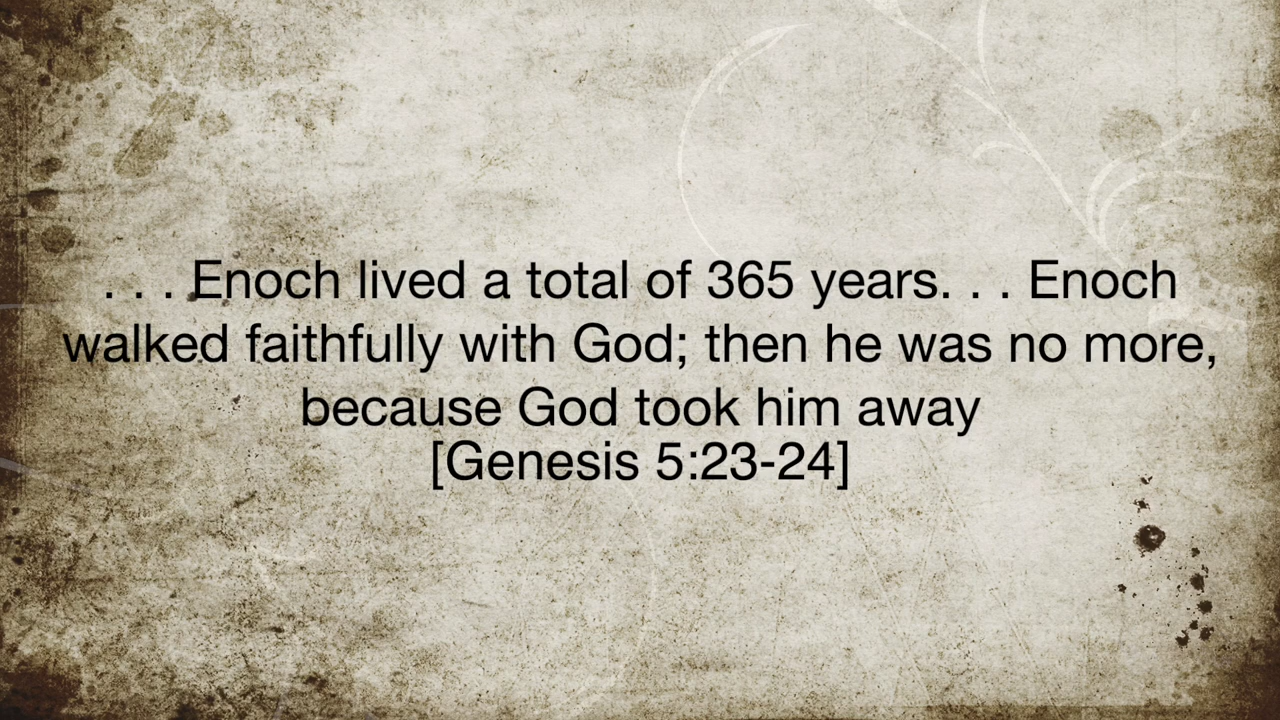 . . . Enoch lived a total of 365 years. . . Enoch
walked faithfully with God; then he was no more,
because God took him away
[Genesis 5:23-24]